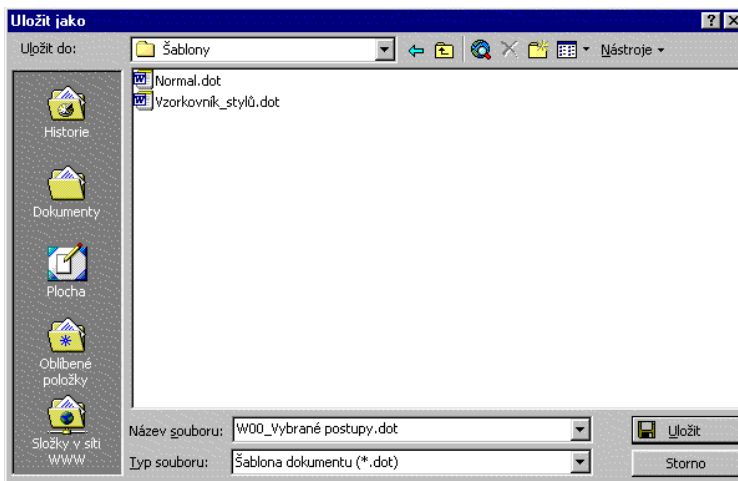 Uložit jako
Uložit do:
Šablony
Nástroje
Normal.dot
Vzorkovník_stylů.dot
Historie
Dokumenty
Plocha
Oblíbené
položky
Složky v síti
WWW
Název souboru:
W00_Vybrané postupy.dot
Uložit
Typ souboru:
Šablona dokumentu (*.dot)
Storno